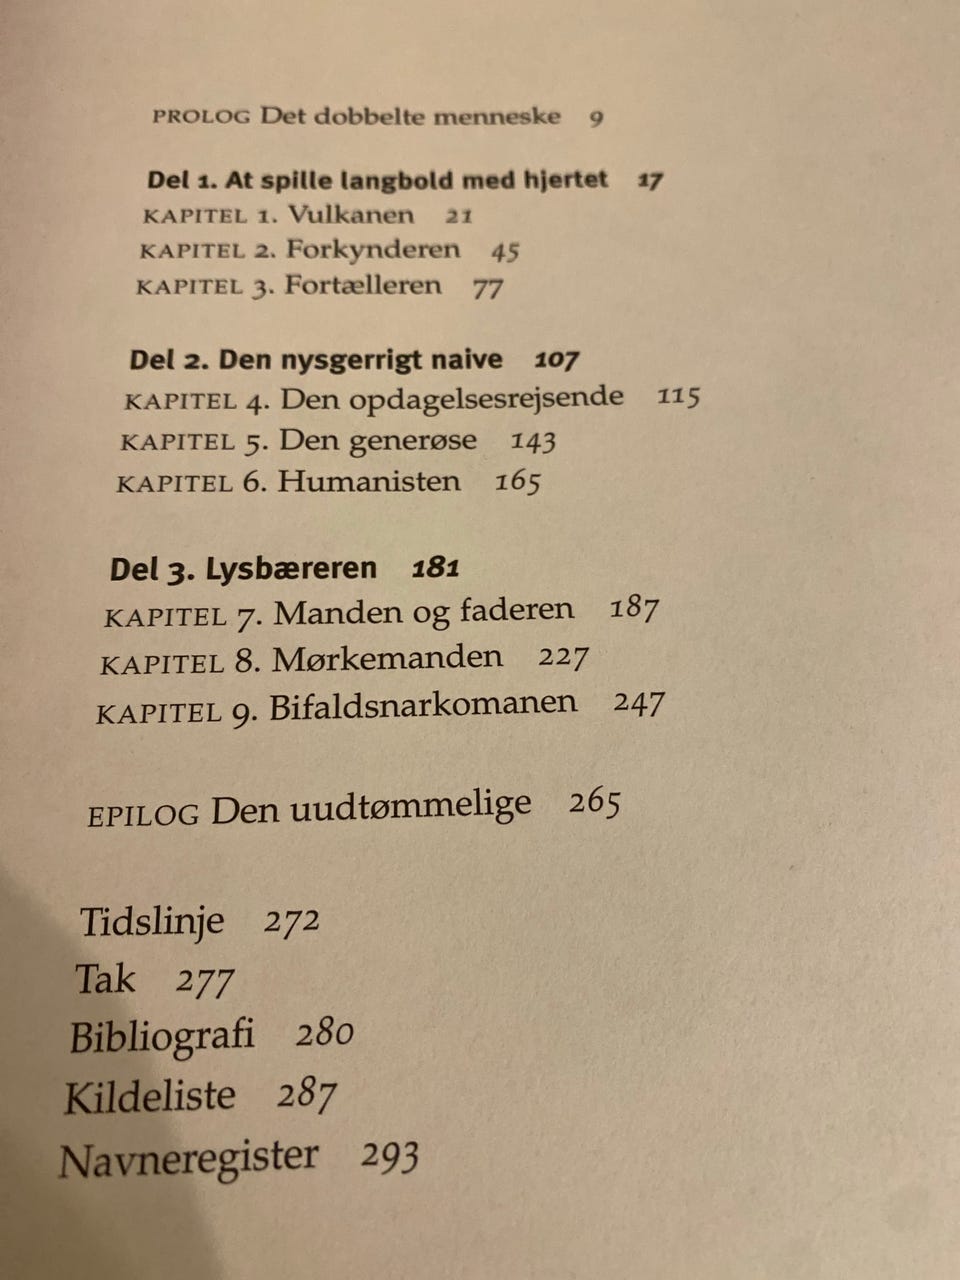 PROLOG Det dobbelte menneske 9
Del 1. At spille langbold med hjertet 17
KAPITEL 1. Vulkanen 21
KAPITEL 2. Forkynderen 45
KAPITEL 3. Fortælleren 77
Del 2. Den nysgerrigt naive 107
KAPITEL 4. Den opdagelsesrejsende 115
KAPITEL 5. Den generøse 143
KAPITEL 6. Humanisten 165
Del 3. Lysbæreren 181
KAPITEL 7. Manden og faderen 187
KAPITEL 8. Mørkemanden 227
KAPITEL 9. Bifaldsnarkomanen 247
EPILOG Den uudtømmelige 265
Tidslinje 272
Tak 277
Bibliografi 280
Kildeliste 287
Navneregister 293